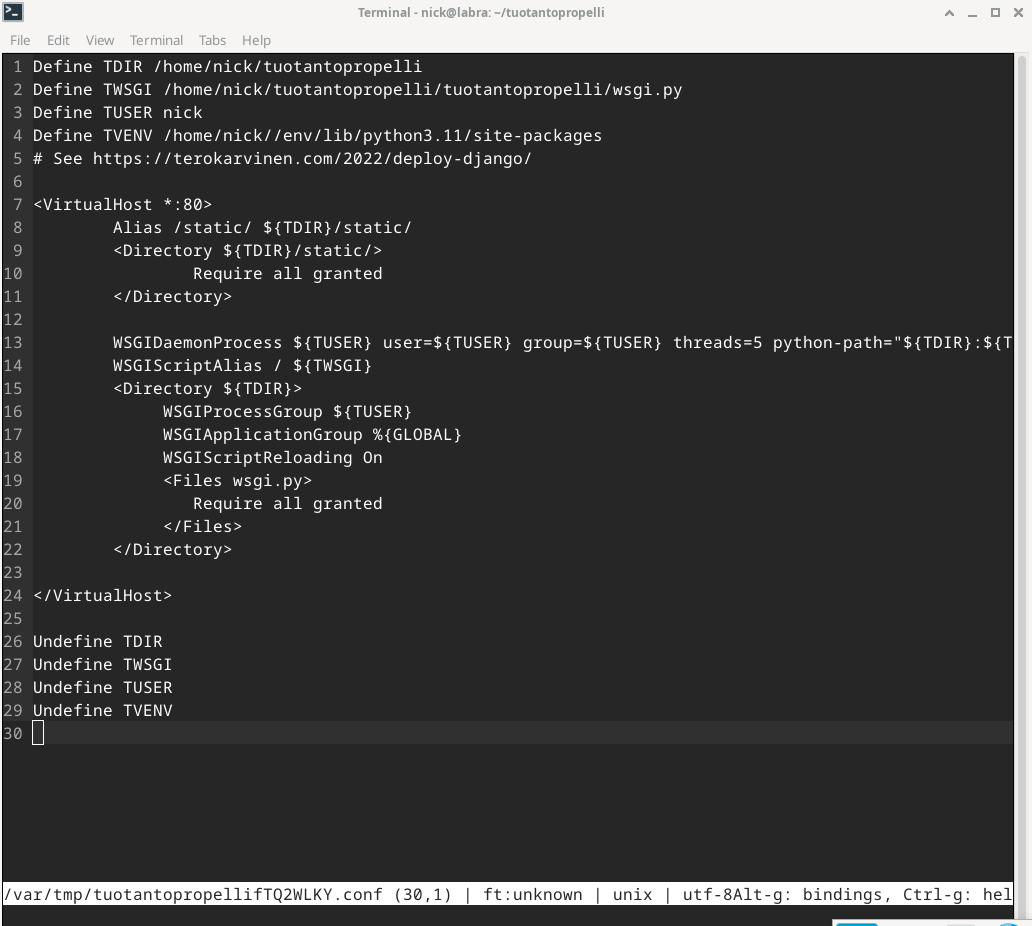 Terminal - nick@labra: ~/tuotantopropelli
File Edit View Terminal Tabs Help
1 Define TDIR /home/nick/tuotantopropelli
2 Define TWSGI /home/nick/tuotantopropelli/tuotantopropelli/wsgi.py
3 Define TUSER nick
4 Define TVENV /home/nick//env/lib/python3.11/site-packages
5 # See https://terokarvinen.com/2022/deploy-django/
6
7 <VirtualHost *:80>
8 Alias /static/ ${TDIR}/static/
9 <Directory ${TDIR}/static/>
10 Require all granted
11 </Directory>
12
13 WSGIDaemonProcess ${TUSER} user=${TUSER} group=${TUSER} threads=5 python-path="${TDIR}:${T
14 WSGIScriptAlias / ${TWSGI}
15 <Directory ${TDIR}>
16 WSGIProcessGroup ${TUSER}
17 WSGIApplicationGroup %{GLOBAL}
18 WSGIScriptReloading On
19 <Files wsgi.py>
20 Require all granted
21 </Files>
22 </Directory>
23
24 </VirtualHost>
25
26 Undefine TDIR
27 Undefine TWSGI
28 Undefine TUSER
29 Undefine TVENV
30
/var/tmp/tuotantopropellifTQ2WLKY.conf (30,1) | ft:unknown | unix | utf-8Alt-g: bindings, Ctrl-g: hel